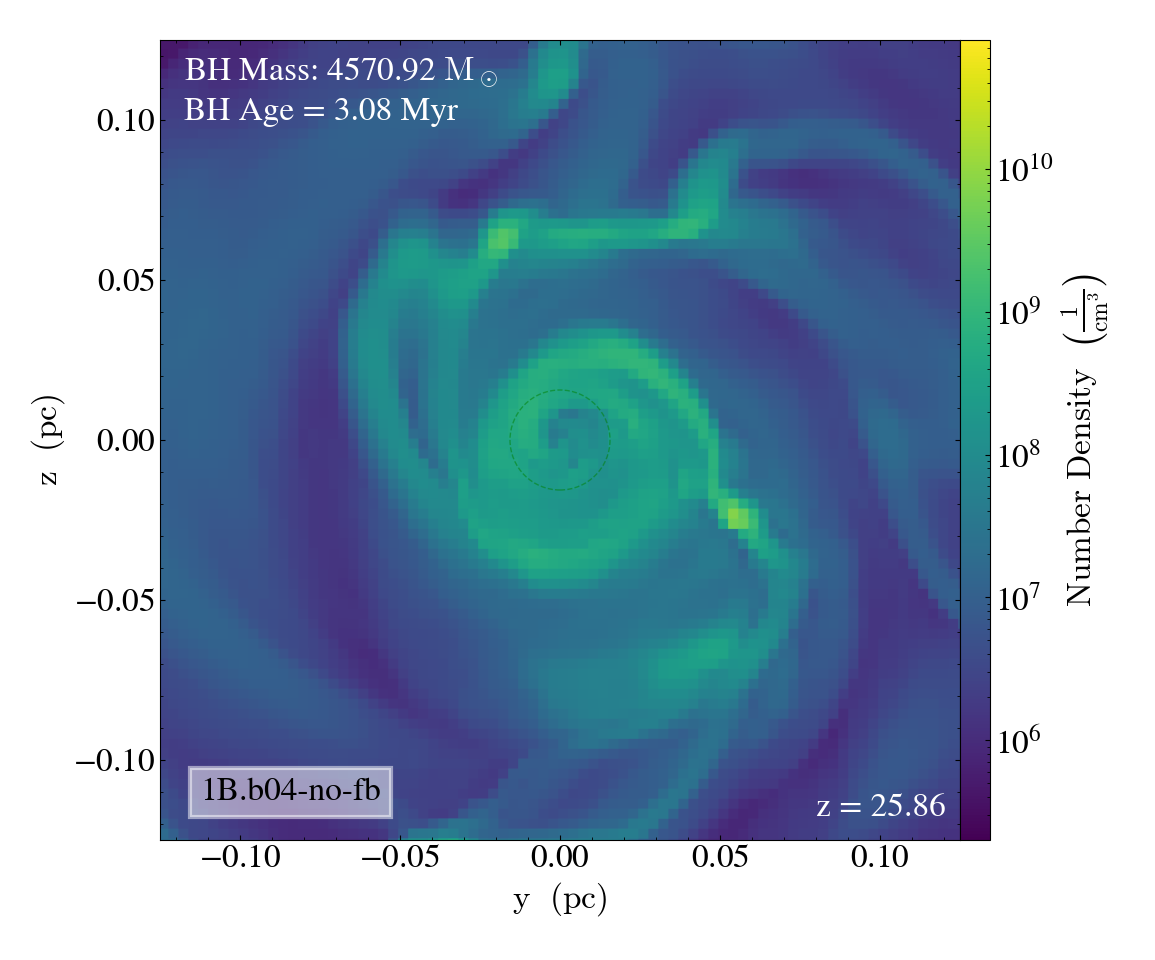 BH Mass: 4570.92 M⊙
BH Age = 3.08 Myr
0.10
0.05
0.00
−0.05
−0.10
z (pc)
1B.b04-no-fb
z = 25.86
−0.10 −0.05 0.00 0.05 0.10
y (pc)
10¹⁰
10⁹
10⁸
10⁷
10⁶
Number Density (1/cm³)